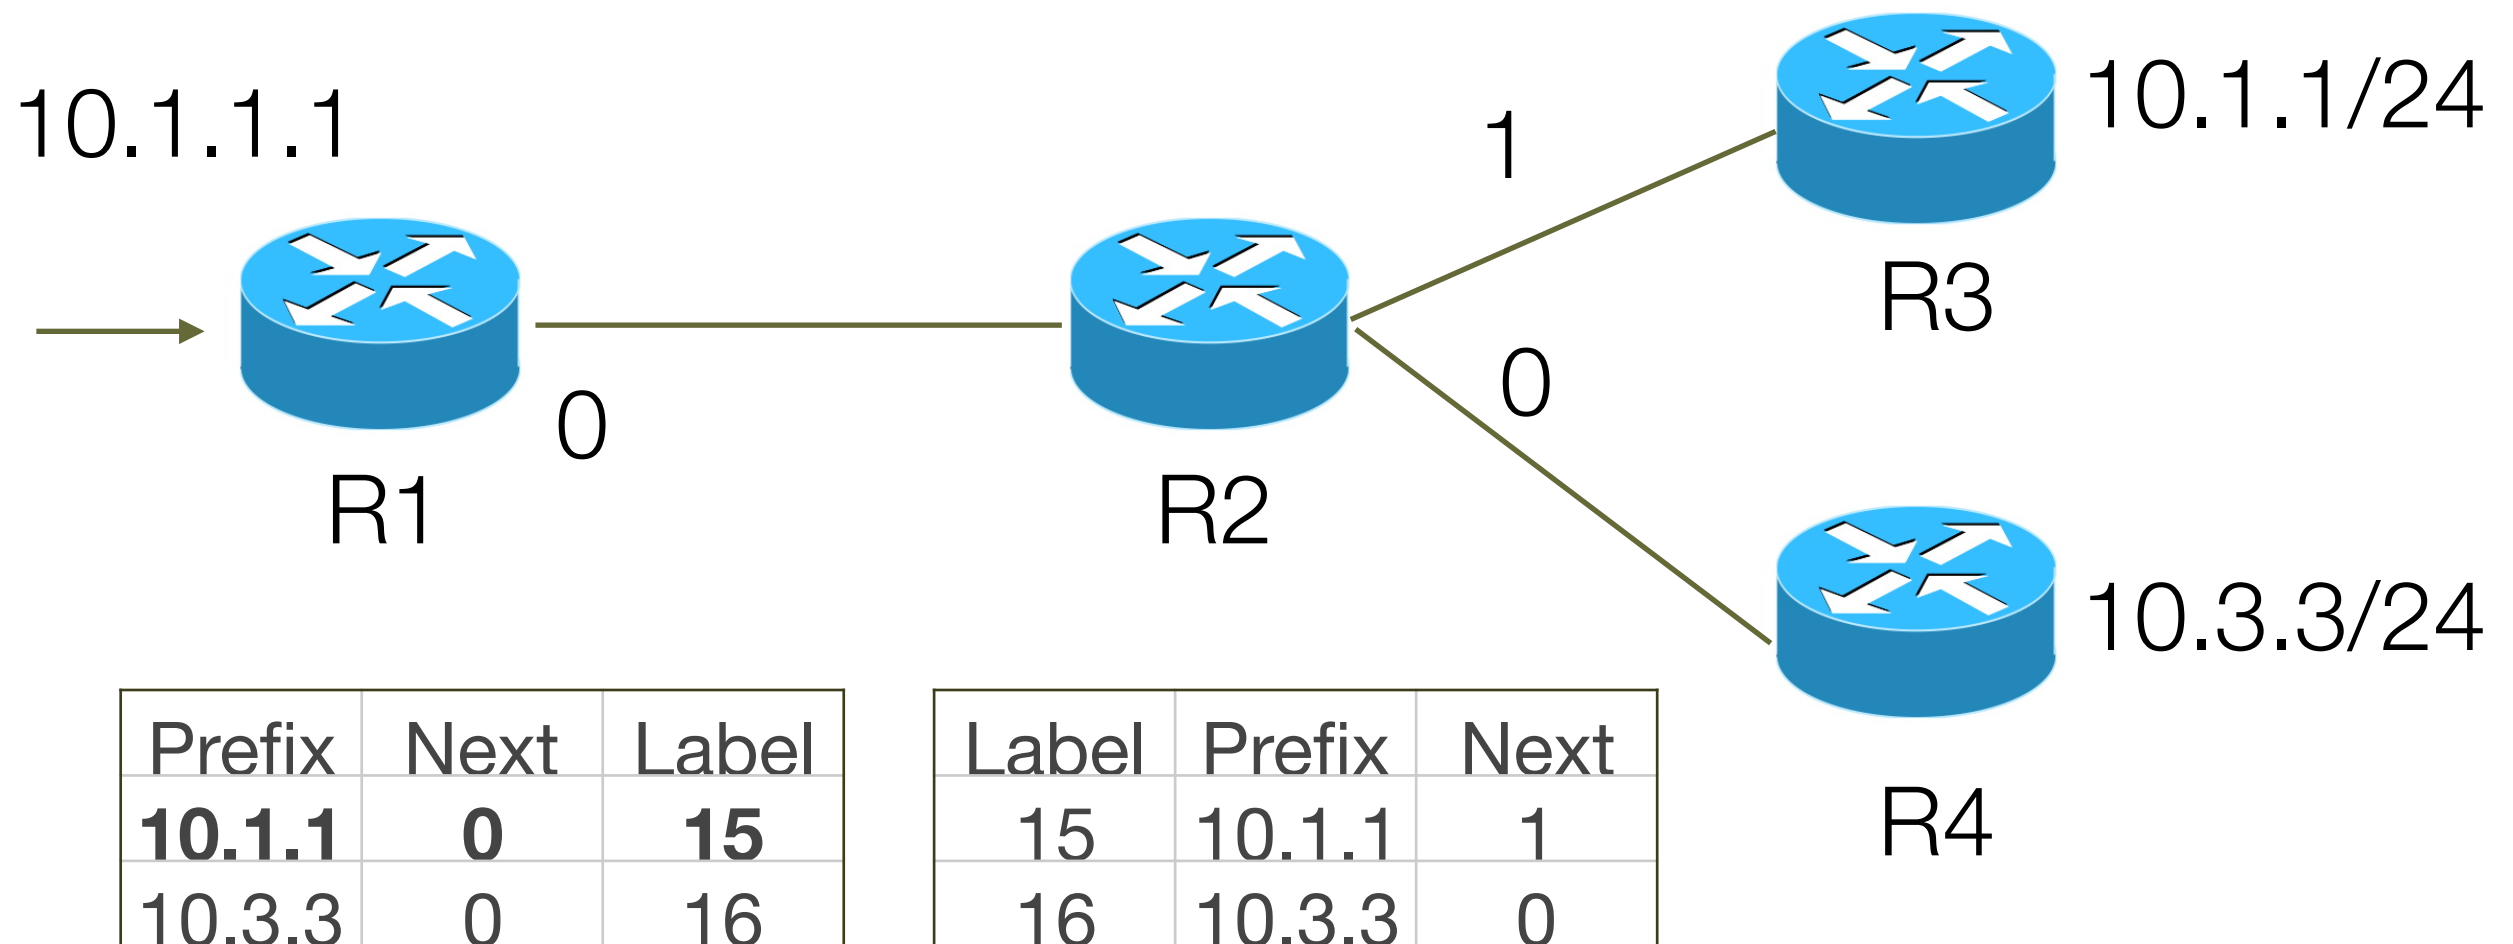 10.1.1.1
1
10.1.1/24
R3
0
0
R1
R2
10.3.3/24
R4
Prefix Next Label
10.1.1 0 15
10.3.3 0 16
Label Prefix Next
15 10.1.1 1
16 10.3.3 0